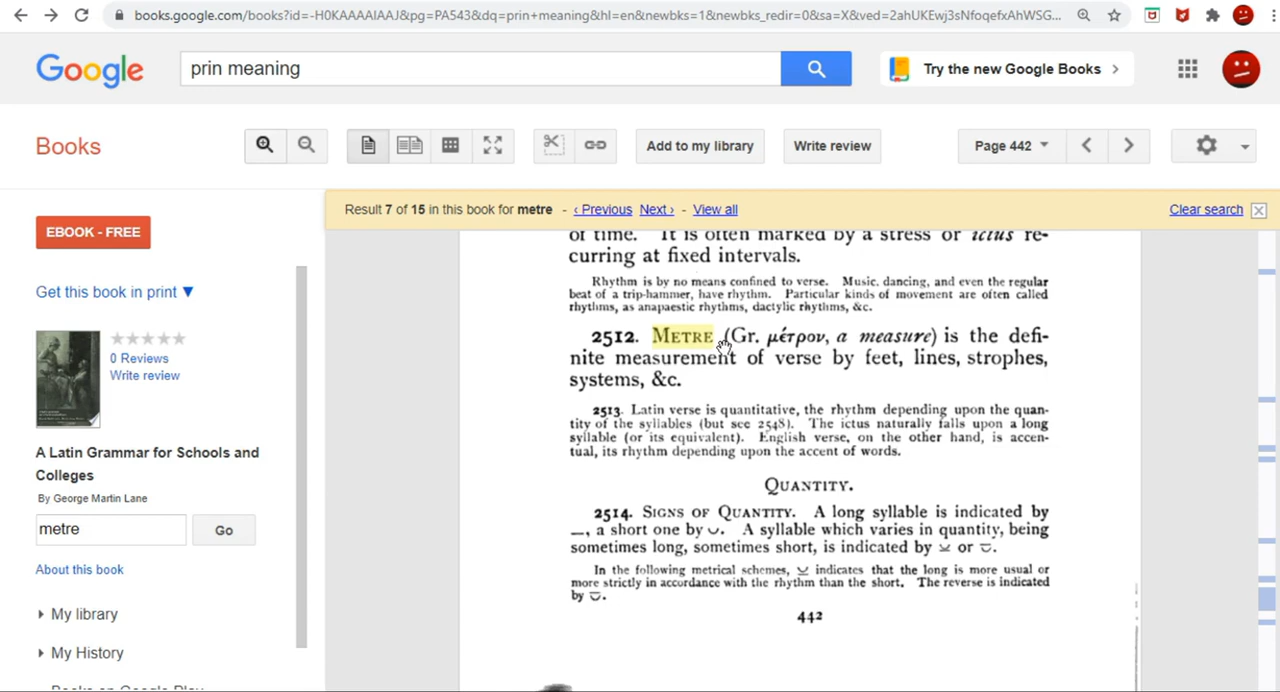 books.google.com/books?id=-H0KAAAAIAAJ&pg=PA543&dq=prin+meaning&hl=en&newbks=1&newbks_redir=0&sa=X&ved=2ahUKEwj3sNfoqefxAhWSG...
Google
prin meaning
Try the new Google Books
Books
Add to my library
Write review
Page 442
Result 7 of 15 in this book for metre - ‹ Previous Next › - View all
Clear search
EBOOK - FREE
Get this book in print ▼
0 Reviews
Write review
A Latin Grammar for Schools and
Colleges
By George Martin Lane
metre
Go
About this book
My library
My History
Books on Google Play
of time. It is often marked by a stress or ictus re-
curring at fixed intervals.
Rhythm is by no means confined to verse. Music, dancing, and even the regular
beat of a trip-hammer, have rhythm. Particular kinds of movement are often called
rhythms, as anapaestic rhythms, dactylic rhythms, &c.
2512. METRE (Gr. μέτρον, a measure) is the defi-
nite measurement of verse by feet, lines, strophes,
systems, &c.
2513. Latin verse is quantitative, the rhythm depending upon the quan-
tity of the syllables (but see 2548). The ictus naturally falls upon a long
syllable (or its equivalent). English verse, on the other hand, is accen-
tual, its rhythm depending upon the accent of words.
QUANTITY.
2514. SIGNS OF QUANTITY. A long syllable is indicated by
_, a short one by ⏑. A syllable which varies in quantity, being
sometimes long, sometimes short, is indicated by ⏓ or ⏒.
In the following metrical schemes, ⏓ indicates that the long is more usual or
more strictly in accordance with the rhythm than the short. The reverse is indicated
by ⏒.
442